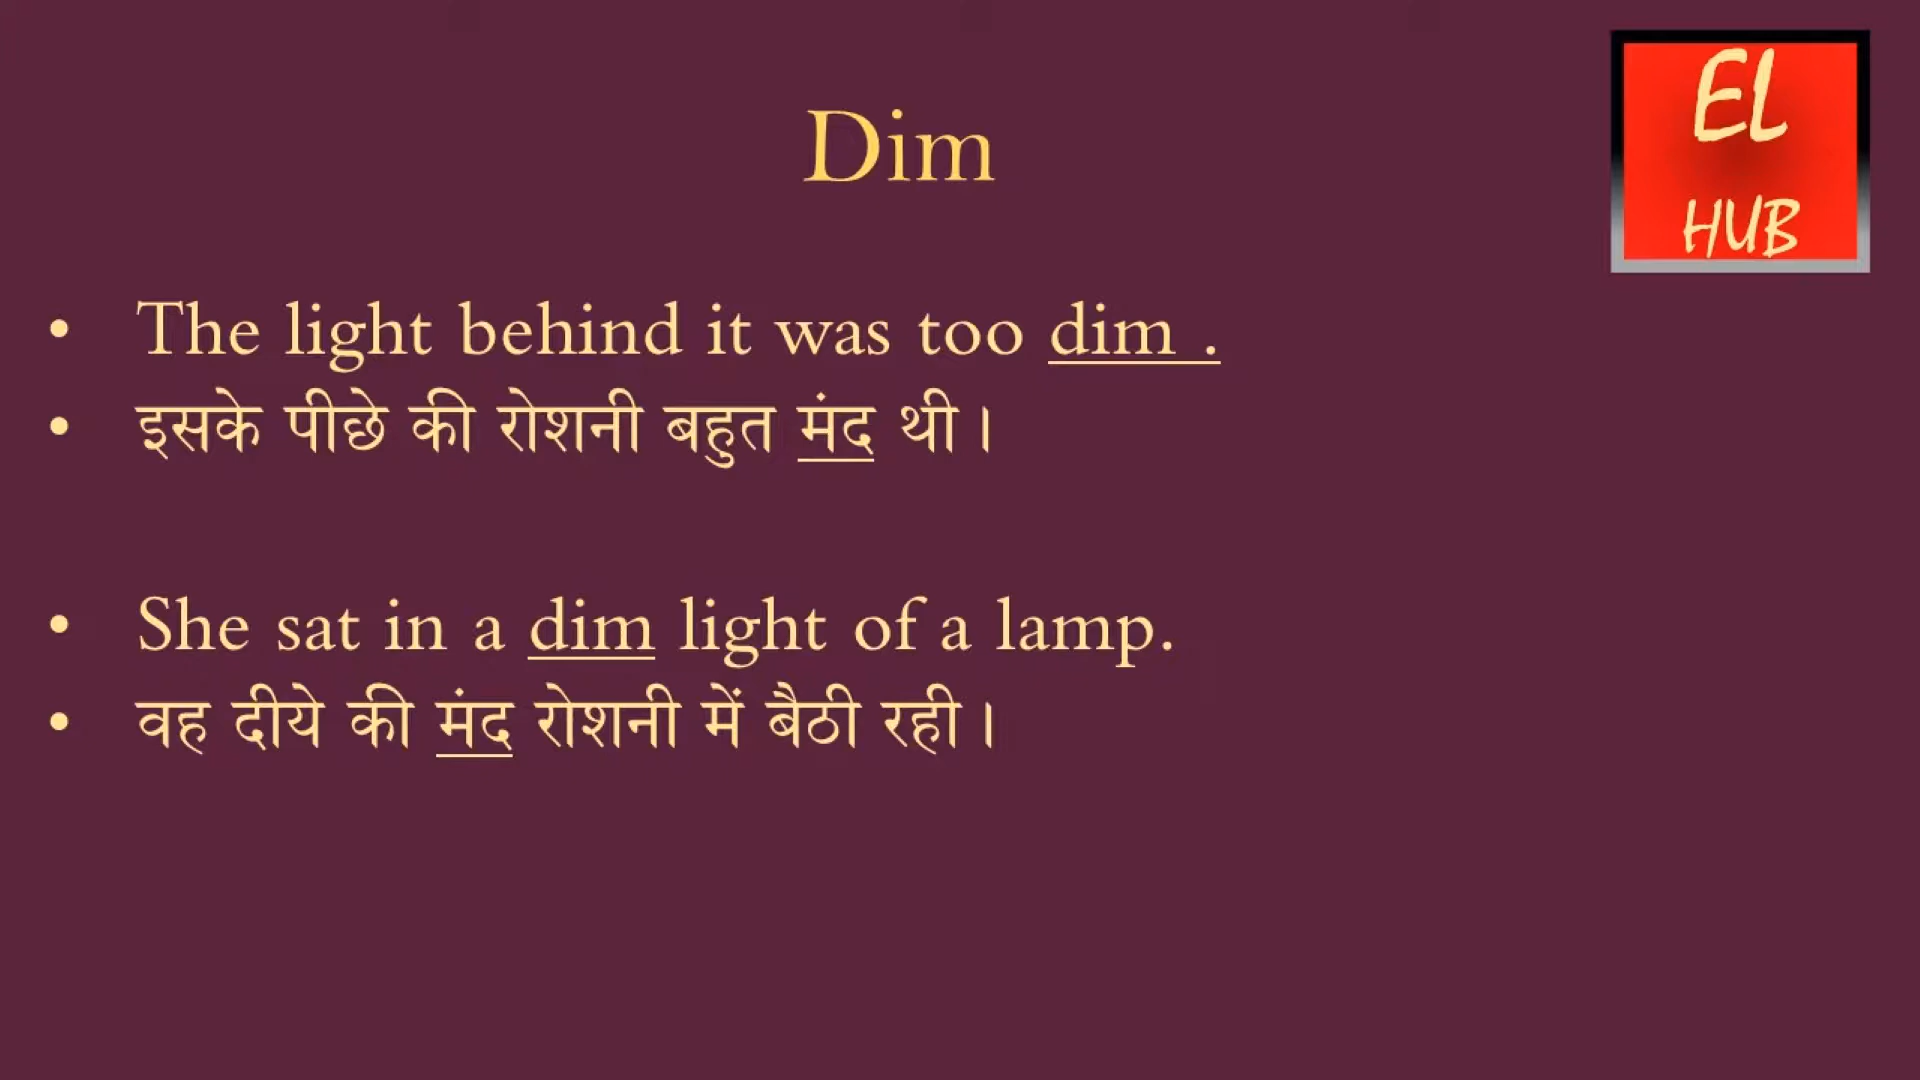 Dim
EL
HUB
• The light behind it was too dim .
• इसके पीछे की रोशनी बहुत मंद थी।
• She sat in a dim light of a lamp.
• वह दीये की मंद रोशनी में बैठी रही।